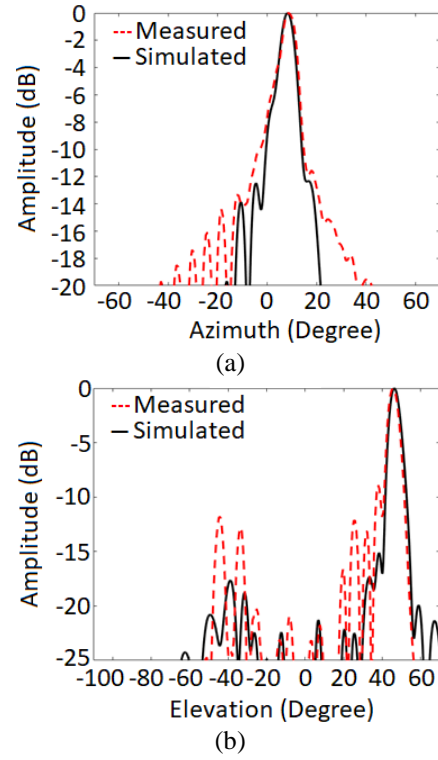 0
-2
-4
-6
-8
-10
-12
-14
-16
-18
-20
Amplitude (dB)
Measured
Simulated
-60 -40 -20 0 20 40 60
Azimuth (Degree)
(a)
0
-5
-10
-15
-20
-25
Amplitude (dB)
Measured
Simulated
-100 -80 -60 -40 -20 0 20 40 60
Elevation (Degree)
(b)